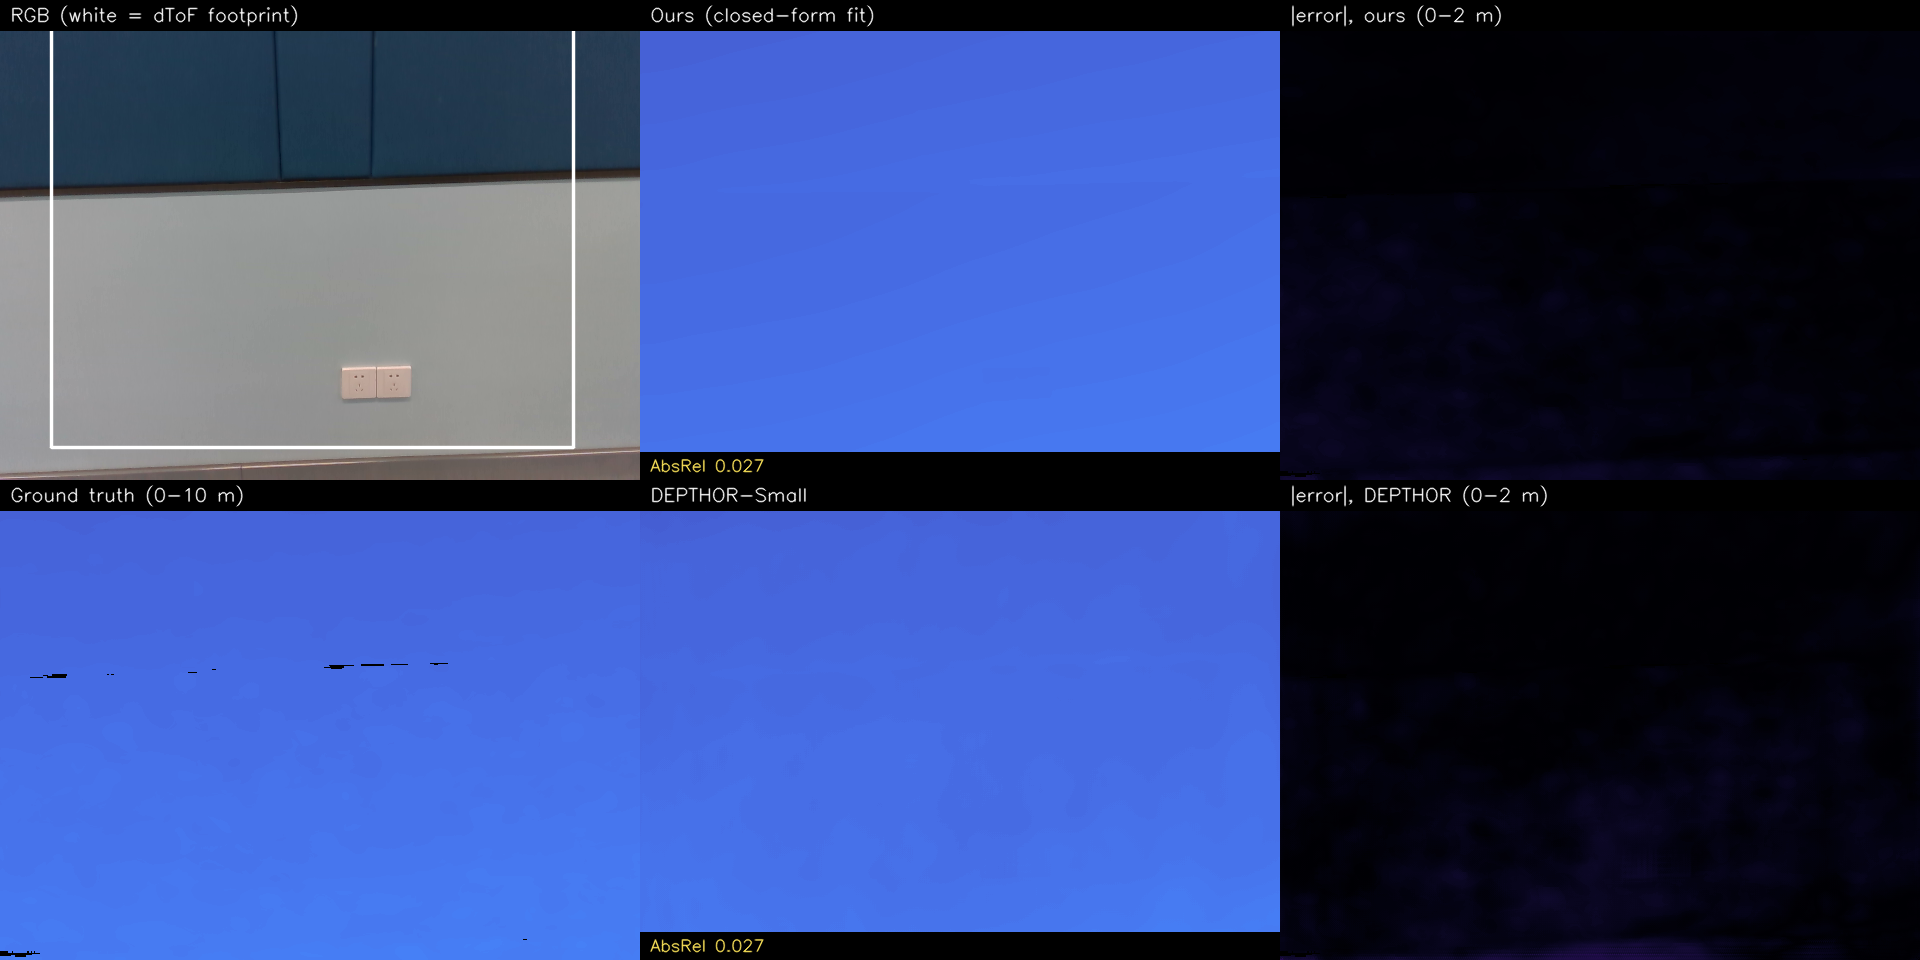 RGB (white = dToF footprint)
Ours (closed-form fit)
|error|, ours (0-2 m)
AbsRel 0.027
Ground truth (0-10 m)
DEPTHOR-Small
|error|, DEPTHOR (0-2 m)
AbsRel 0.027